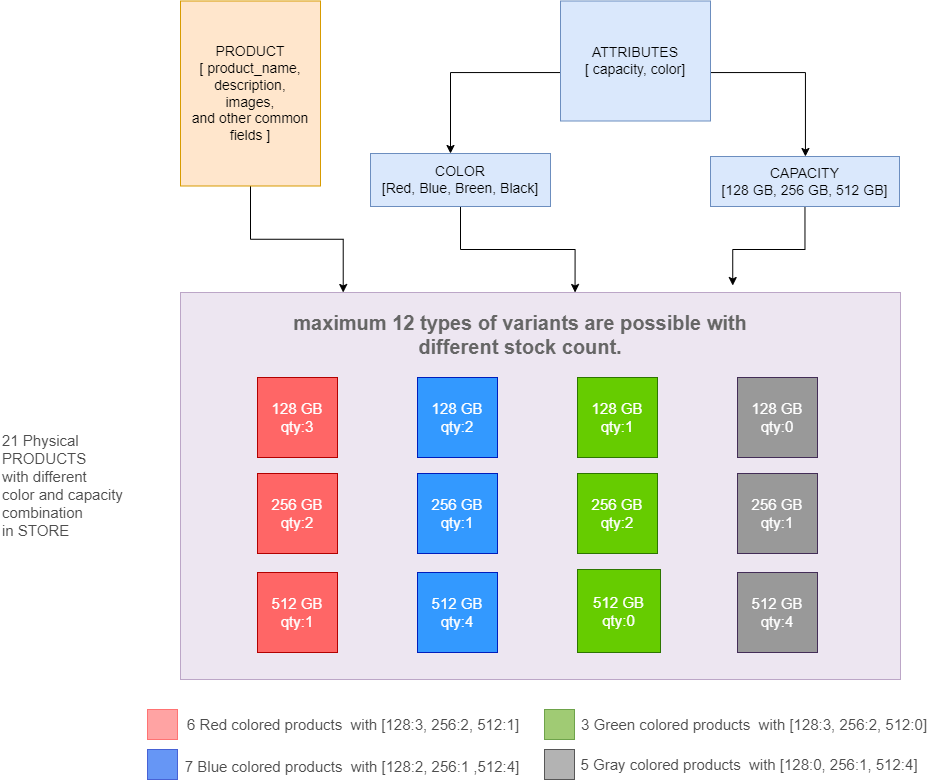 PRODUCT
[ product_name,
description,
images,
and other common
fields ]
ATTRIBUTES
[ capacity, color]
COLOR
[Red, Blue, Breen, Black]
CAPACITY
[128 GB, 256 GB, 512 GB]
maximum 12 types of variants are possible with
different stock count.
128 GB
qty:3
128 GB
qty:2
128 GB
qty:1
128 GB
qty:0
21 Physical
PRODUCTS
with different
color and capacity
combination
in STORE
256 GB
qty:2
256 GB
qty:1
256 GB
qty:2
256 GB
qty:1
512 GB
qty:1
512 GB
qty:4
512 GB
qty:0
512 GB
qty:4
6 Red colored products with [128:3, 256:2, 512:1]
3 Green colored products with [128:3, 256:2, 512:0]
7 Blue colored products with [128:2, 256:1 ,512:4]
5 Gray colored products with [128:0, 256:1, 512:4]